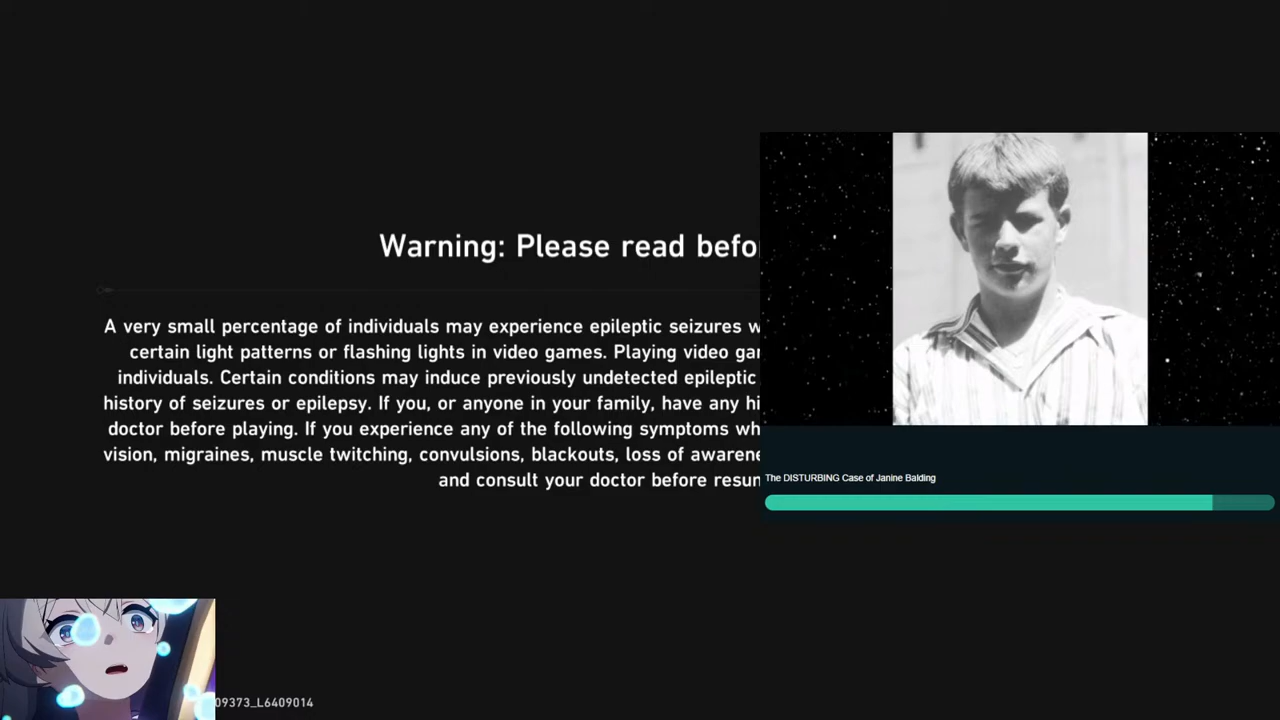 Warning: Please read befo
A very small percentage of individuals may experience epileptic seizures w
certain light patterns or flashing lights in video games. Playing video ga
individuals. Certain conditions may induce previously undetected epileptic
history of seizures or epilepsy. If you, or anyone in your family, have any hi
doctor before playing. If you experience any of the following symptoms wh
vision, migraines, muscle twitching, convulsions, blackouts, loss of awarene
and consult your doctor before resu
The DISTURBING Case of Janine Balding
09373_L6409014